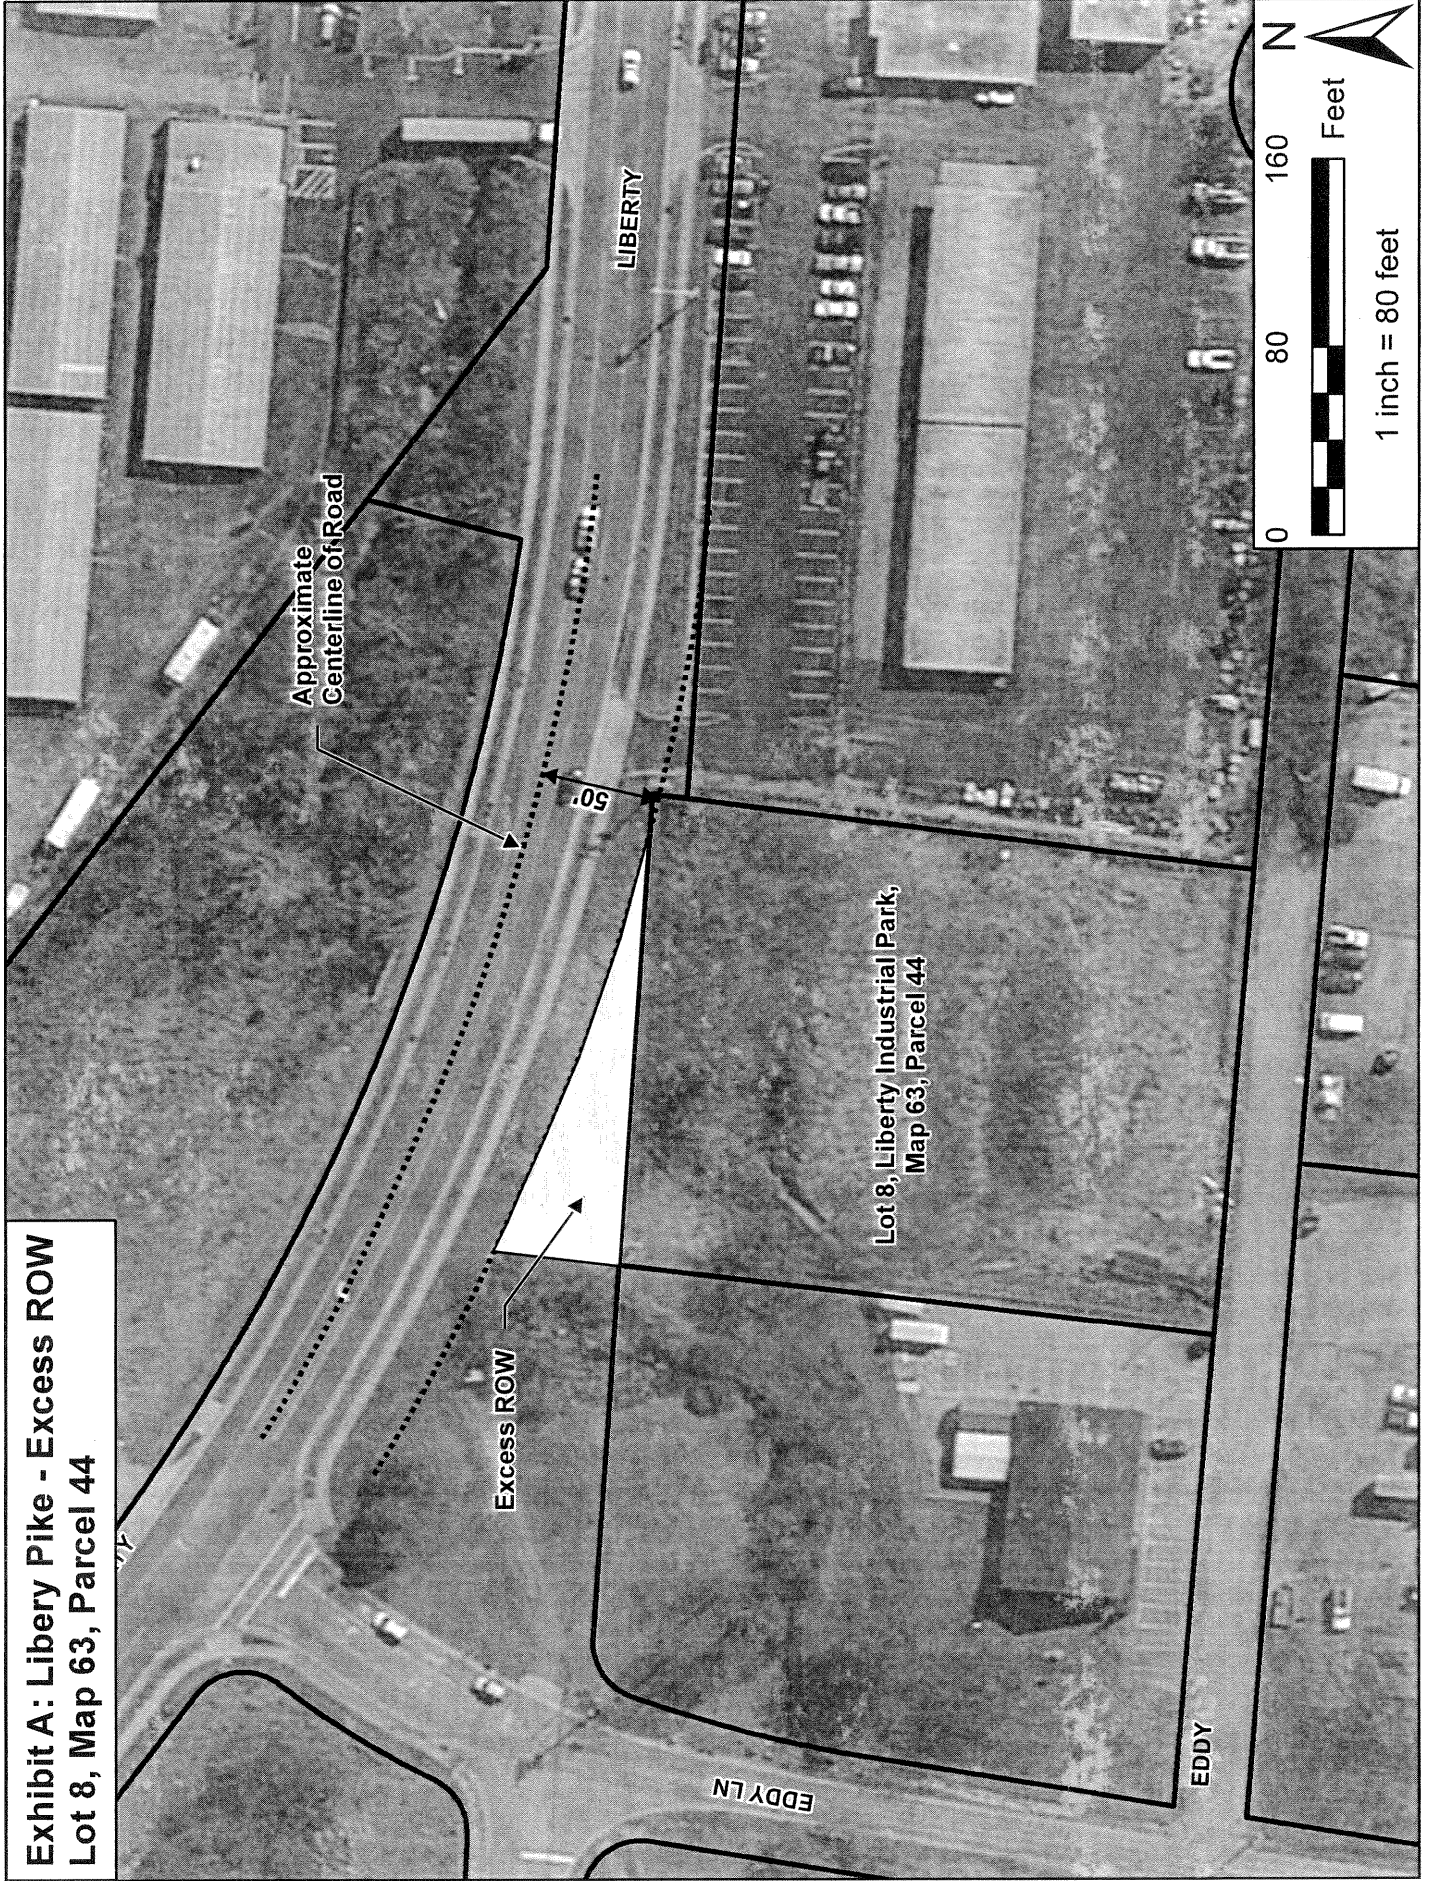 Exhibit A: Libery Pike - Excess ROW
Lot 8, Map 63, Parcel 44
TY
Approximate
Centerline of Road
LIBERTY
50'
Excess ROW
Lot 8, Liberty Industrial Park,
Map 63, Parcel 44
EDDY LN
EDDY
N
0 80 160
Feet
1 inch = 80 feet